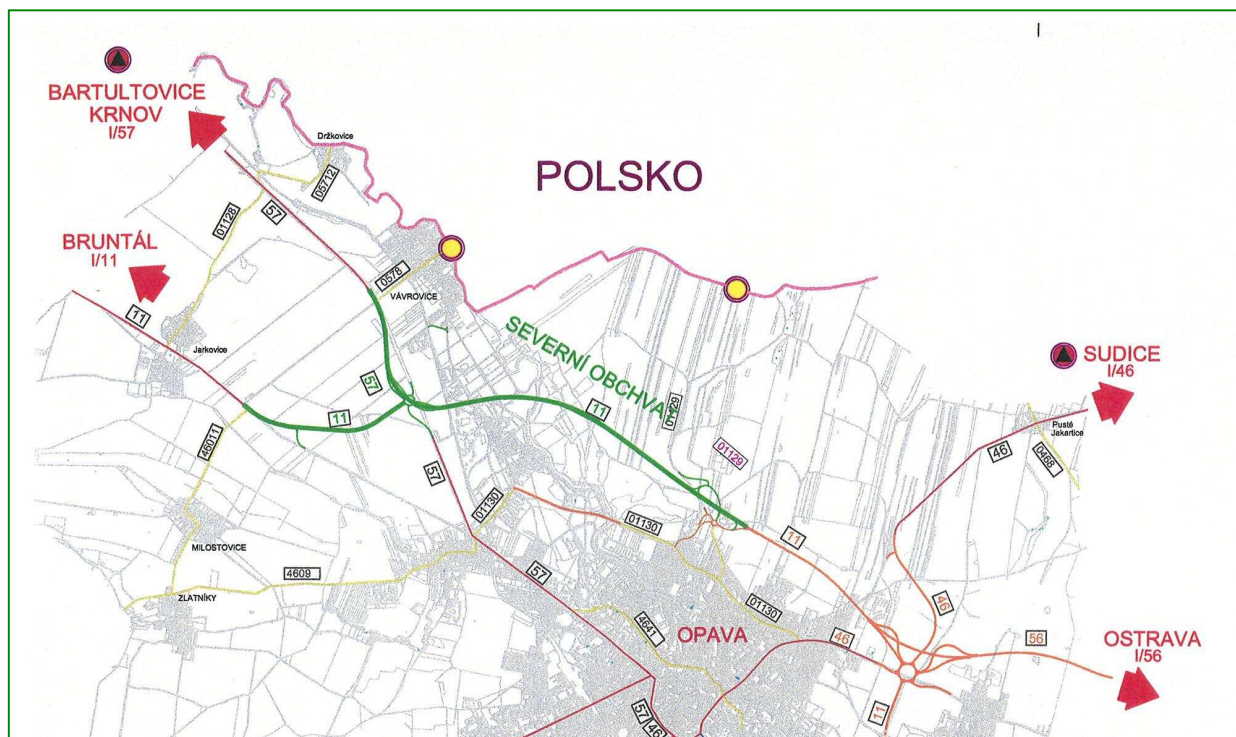 BARTULTOVICE
KRNOV
I/57
Držkovice
POLSKO
05712
57
01128
BRUNTÁL
I/11
0578
VÁVROVICE
11
Jarkovice
SEVERNÍ OBCHVAT
57
11
11
01129
01129
SUDICE
I/46
Pusté
Jakartice
46
0468
46011
57
01130
01130
11
MILOSTOVICE
4609
ZLATNÍKY
57
4641
01130
OPAVA
46
46
56
OSTRAVA
I/56
11
57
46